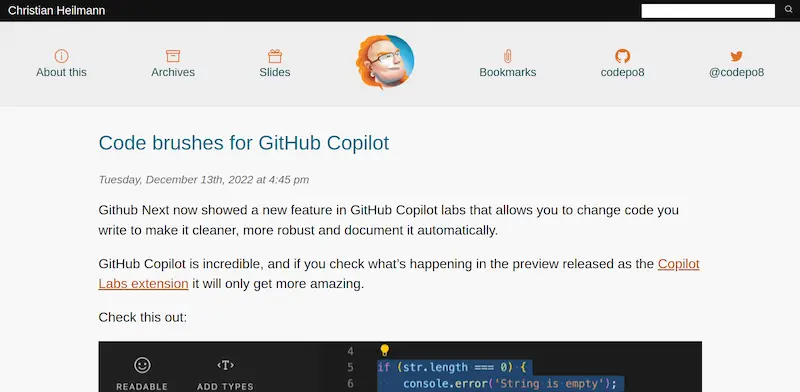 Christian Heilmann
About this
Archives
Slides
Bookmarks
codepo8
@codepo8
Code brushes for GitHub Copilot
Tuesday, December 13th, 2022 at 4:45 pm
Github Next now showed a new feature in GitHub Copilot labs that allows you to change code you
write to make it cleaner, more robust and document it automatically.
GitHub Copilot is incredible, and if you check what’s happening in the preview released as the Copilot
Labs extension it will only get more amazing.
Check this out:
READABLE
<T>
ADD TYPES
4
5 if (str.length === 0) {
6 console.error('String is empty');